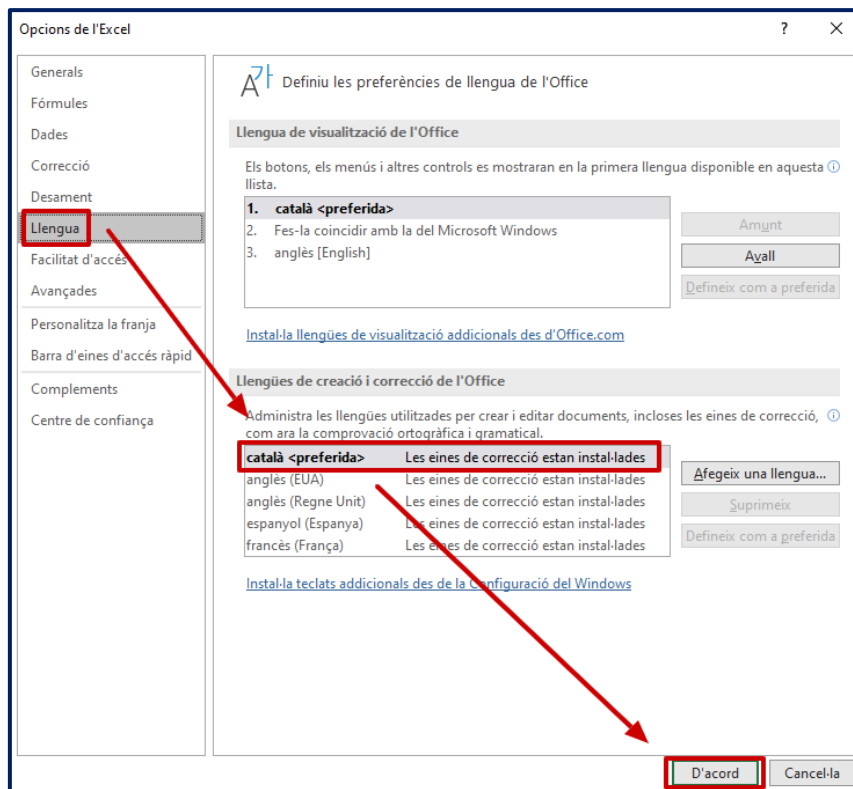 Opcions de l'Excel
?
Generals
Fórmules
Dades
Correcció
Desament
Llengua
Facilitat d'accés
Avançades
Personalitza la franja
Barra d'eines d'accés ràpid
Complements
Centre de confiança
Definiu les preferències de llengua de l'Office
Llengua de visualització de l'Office
Els botons, els menús i altres controls es mostraran en la primera llengua disponible en aquesta
llista.
1. català <preferida>
2. Fes-la coincidir amb la del Microsoft Windows
3. anglès [English]
Amunt
Avall
Defineix com a preferida
Instal·la llengües de visualització addicionals des d'Office.com
Llengües de creació i correcció de l'Office
Administra les llengües utilitzades per crear i editar documents, incloses les eines de correcció,
com ara la comprovació ortogràfica i gramatical.
català <preferida> Les eines de correcció estan instal·lades
anglès (EUA) Les eines de correcció estan instal·lades
anglès (Regne Unit) Les eines de correcció estan instal·lades
espanyol (Espanya) Les eines de correcció estan instal·lades
francès (França) Les eines de correcció estan instal·lades
Afegeix una llengua...
Suprimeix
Defineix com a preferida
Instal·la teclats addicionals des de la Configuració del Windows
D'acord
Cancel·la